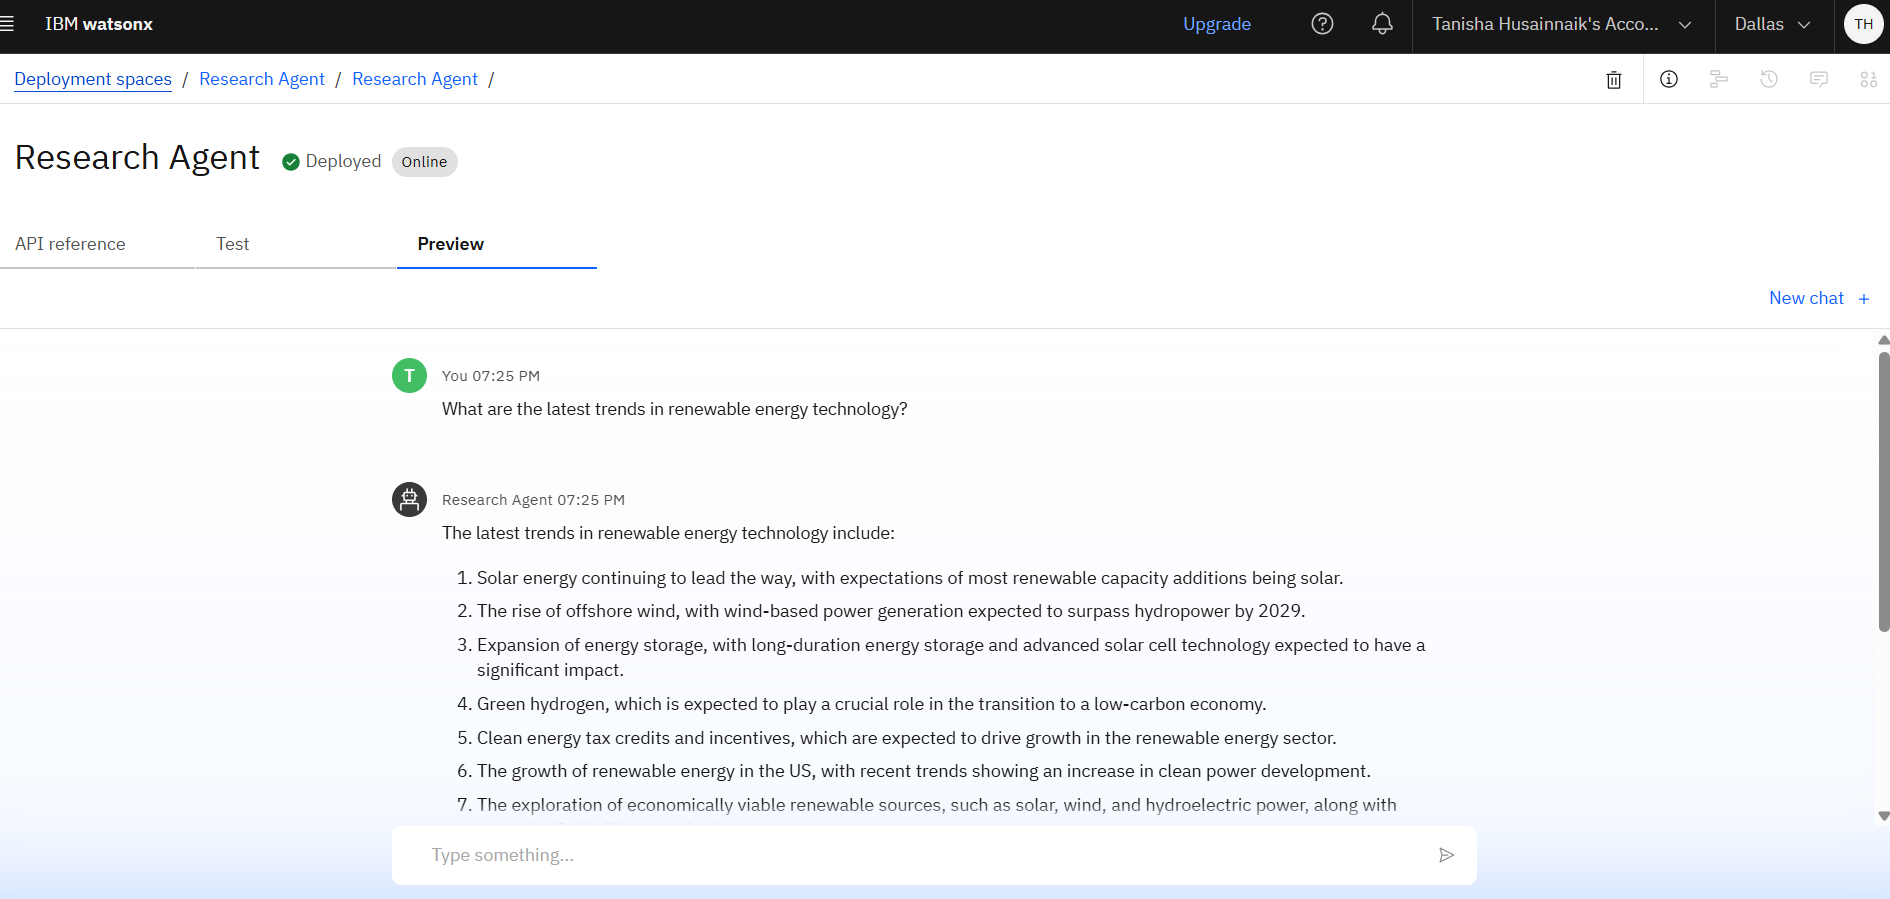 IBM watsonx
Upgrade
Tanisha Husainnaik's Acco...
Dallas
TH
Deployment spaces / Research Agent / Research Agent /
Research Agent
Deployed
Online
API reference
Test
Preview
New chat +
T
You 07:25 PM
What are the latest trends in renewable energy technology?
Research Agent 07:25 PM
The latest trends in renewable energy technology include:
1. Solar energy continuing to lead the way, with expectations of most renewable capacity additions being solar.
2. The rise of offshore wind, with wind-based power generation expected to surpass hydropower by 2029.
3. Expansion of energy storage, with long-duration energy storage and advanced solar cell technology expected to have a
significant impact.
4. Green hydrogen, which is expected to play a crucial role in the transition to a low-carbon economy.
5. Clean energy tax credits and incentives, which are expected to drive growth in the renewable energy sector.
6. The growth of renewable energy in the US, with recent trends showing an increase in clean power development.
7. The exploration of economically viable renewable sources, such as solar, wind, and hydroelectric power, along with
Type something...